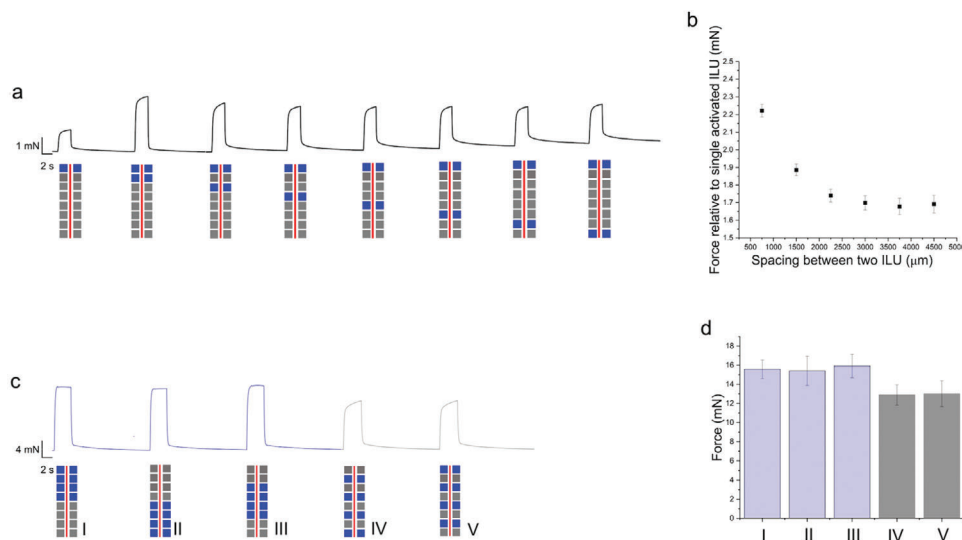 a
1 mN
2 s
b
Force relative to single activated ILU (mN)
2.5
2.4
2.3
2.2
2.1
2.0
1.9
1.8
1.7
1.6
1.5
500 1000 1500 2000 2500 3000 3500 4000 4500 5000
Spacing between two ILU (μm)
c
4 mN
2 s
I II III IV V
d
Force (mN)
18
16
14
12
10
8
6
4
2
0
I II III IV V